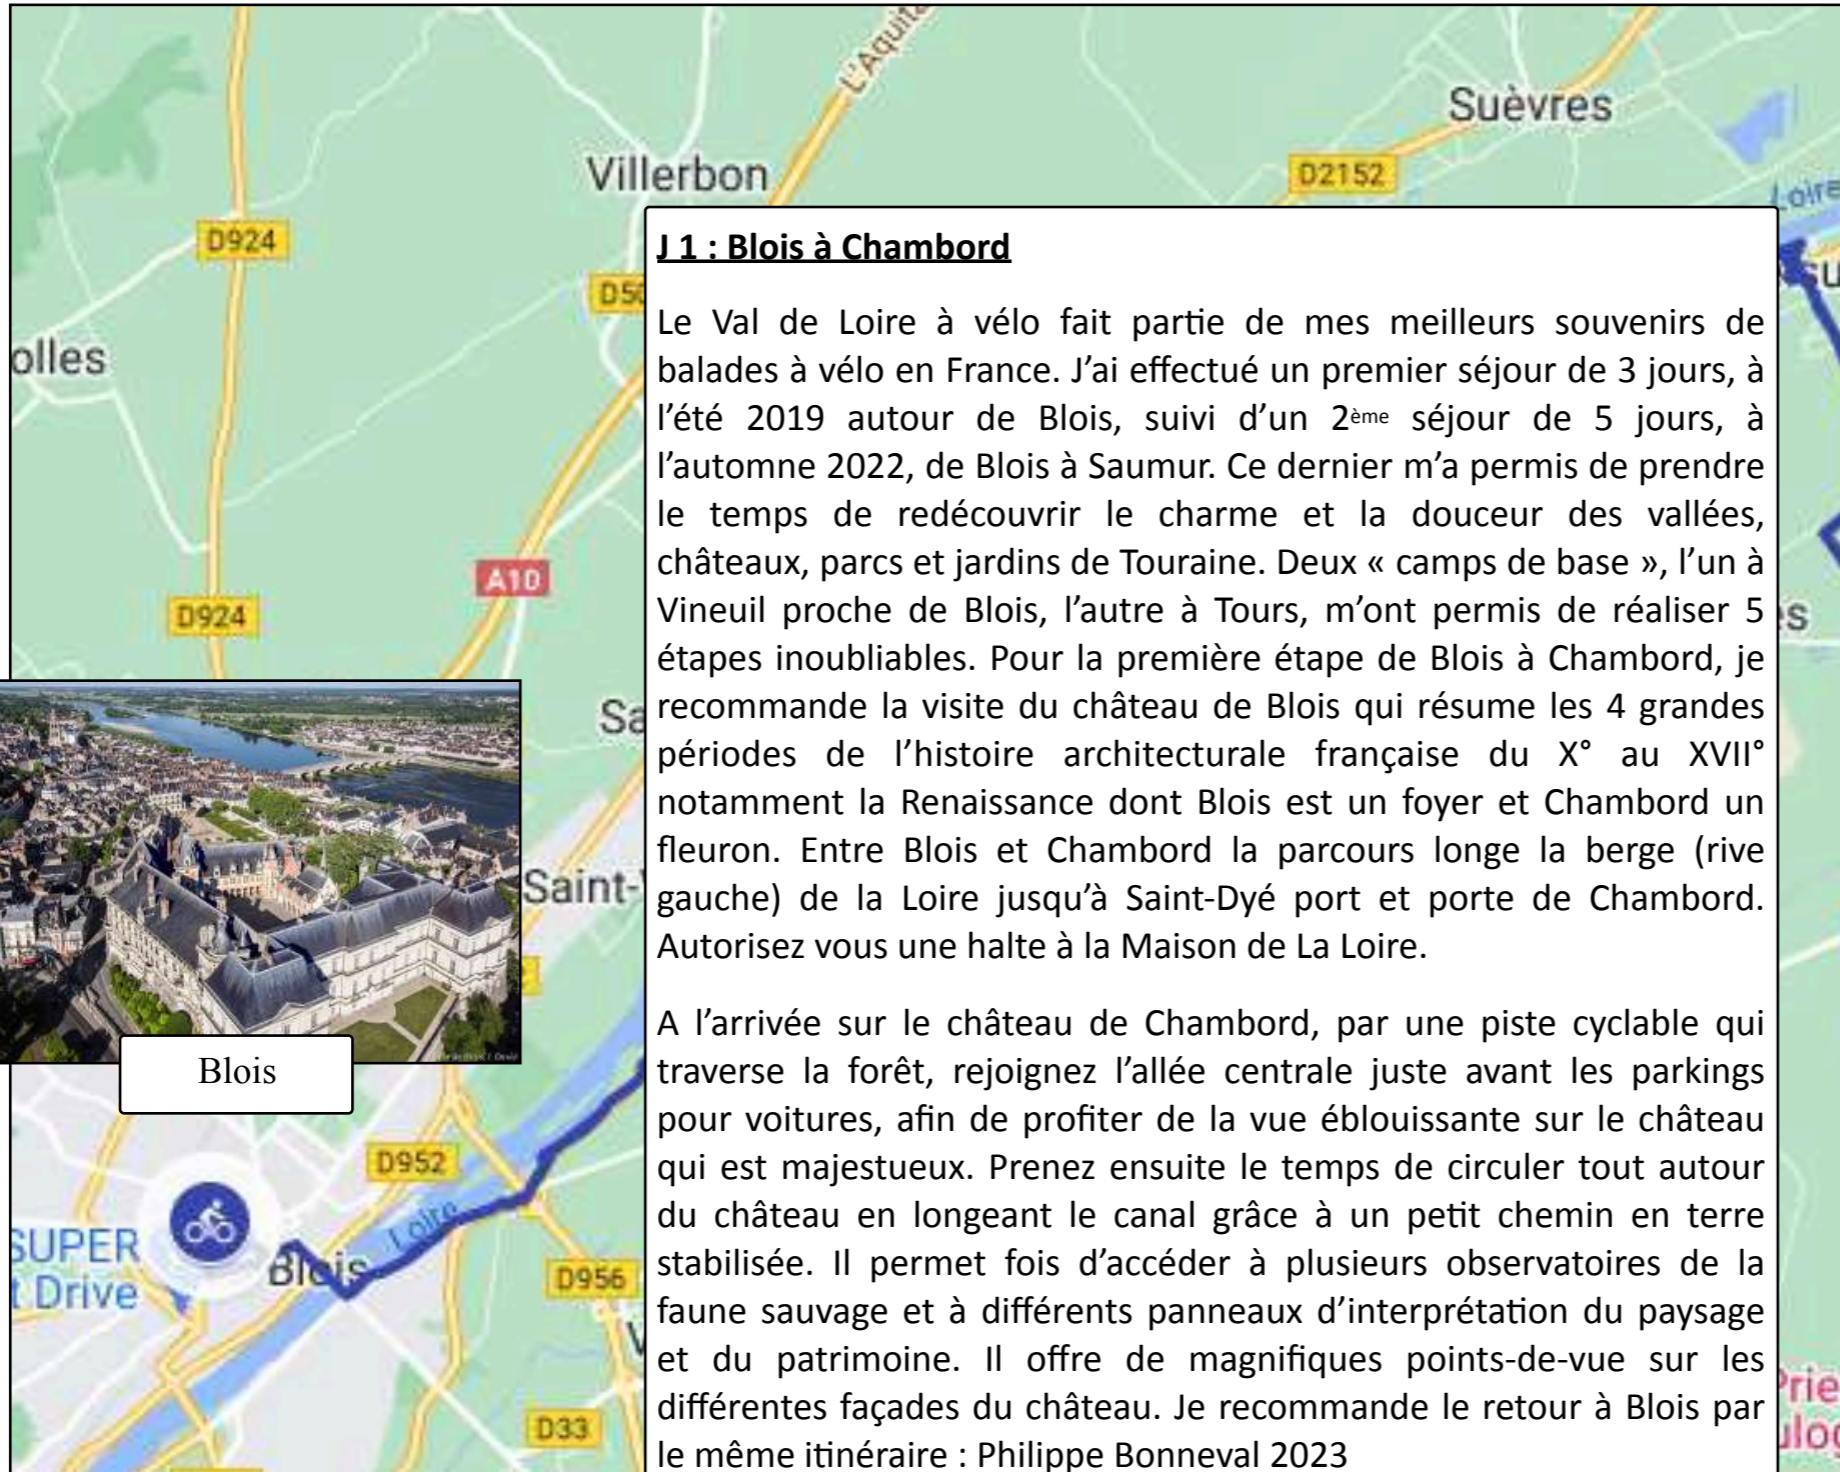 L'Aquita
Suèvres
Villerbon
D2152
Loire
D924
J 1 : Blois à Chambord
D50
Le Val de Loire à vélo fait partie de mes meilleurs souvenirs de
olles
balades à vélo en France. J'ai effectué un premier séjour de 3 jours, à
l'été 2019 autour de Blois, suivi d'un 2ème séjour de 5 jours, à
l'automne 2022, de Blois à Saumur. Ce dernier m'a permis de prendre
le temps de redécouvrir le charme et la douceur des vallées,
A10
châteaux, parcs et jardins de Touraine. Deux « camps de base », l'un à
D924
Vineuil proche de Blois, l'autre à Tours, m'ont permis de réaliser 5
es
étapes inoubliables. Pour la première étape de Blois à Chambord, je
Sa
recommande la visite du château de Blois qui résume les 4 grandes
périodes de l'histoire architecturale française du X° au XVII°
notamment la Renaissance dont Blois est un foyer et Chambord un
fleuron. Entre Blois et Chambord la parcours longe la berge (rive
Saint-
gauche) de la Loire jusqu'à Saint-Dyé port et porte de Chambord.
Autorisez vous une halte à la Maison de La Loire.
A l'arrivée sur le château de Chambord, par une piste cyclable qui
traverse la forêt, rejoignez l'allée centrale juste avant les parkings
Blois
pour voitures, afin de profiter de la vue éblouissante sur le château
D952
qui est majestueux. Prenez ensuite le temps de circuler tout autour
du château en longeant le canal grâce à un petit chemin en terre
Loire
SUPER
t Drive
Blois
D956
stabilisée. Il permet fois d'accéder à plusieurs observatoires de la
faune sauvage et à différents panneaux d'interprétation du paysage
V
et du patrimoine. Il offre de magnifiques points-de-vue sur les
Prie
différentes façades du château. Je recommande le retour à Blois par
D33
ulog
le même itinéraire : Philippe Bonneval 2023